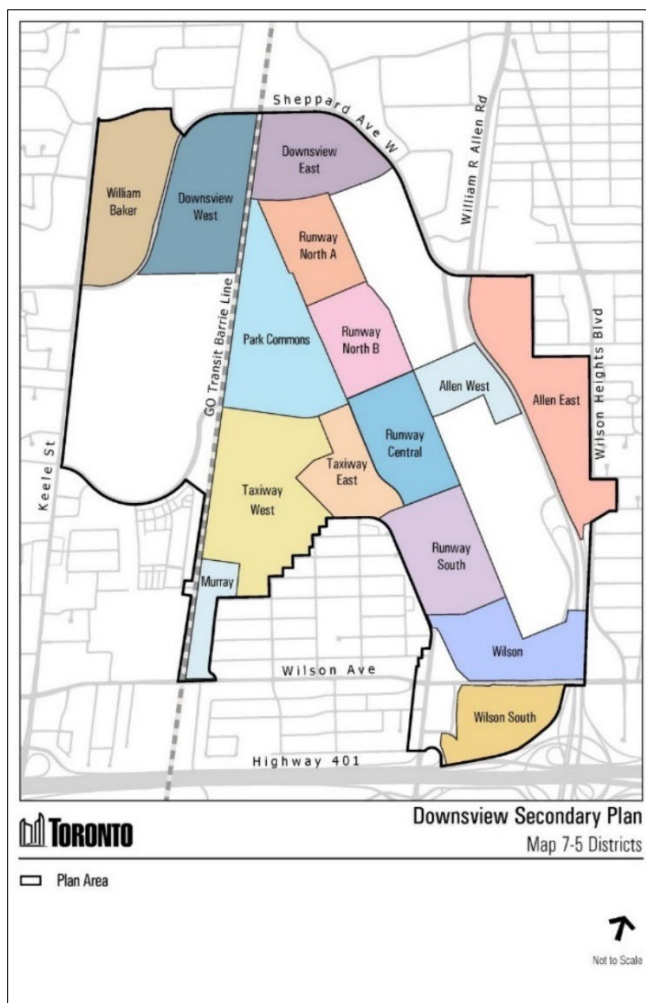 Sheppard Ave W
William R Allen Rd
Downsview
East
William
Baker
Downsview
West
Runway
North A
GO Transit Barrie Line
Park Commons
Runway
North B
Wilson Heights Blvd
Allen West
Allen East
Keele St
Runway
Central
Taxiway
East
Taxiway
West
Runway
South
Murray
Wilson
Wilson Ave
Wilson South
Highway 401
TORONTO
Downsview Secondary Plan
Map 7-5 Districts
Plan Area
Not to Scale